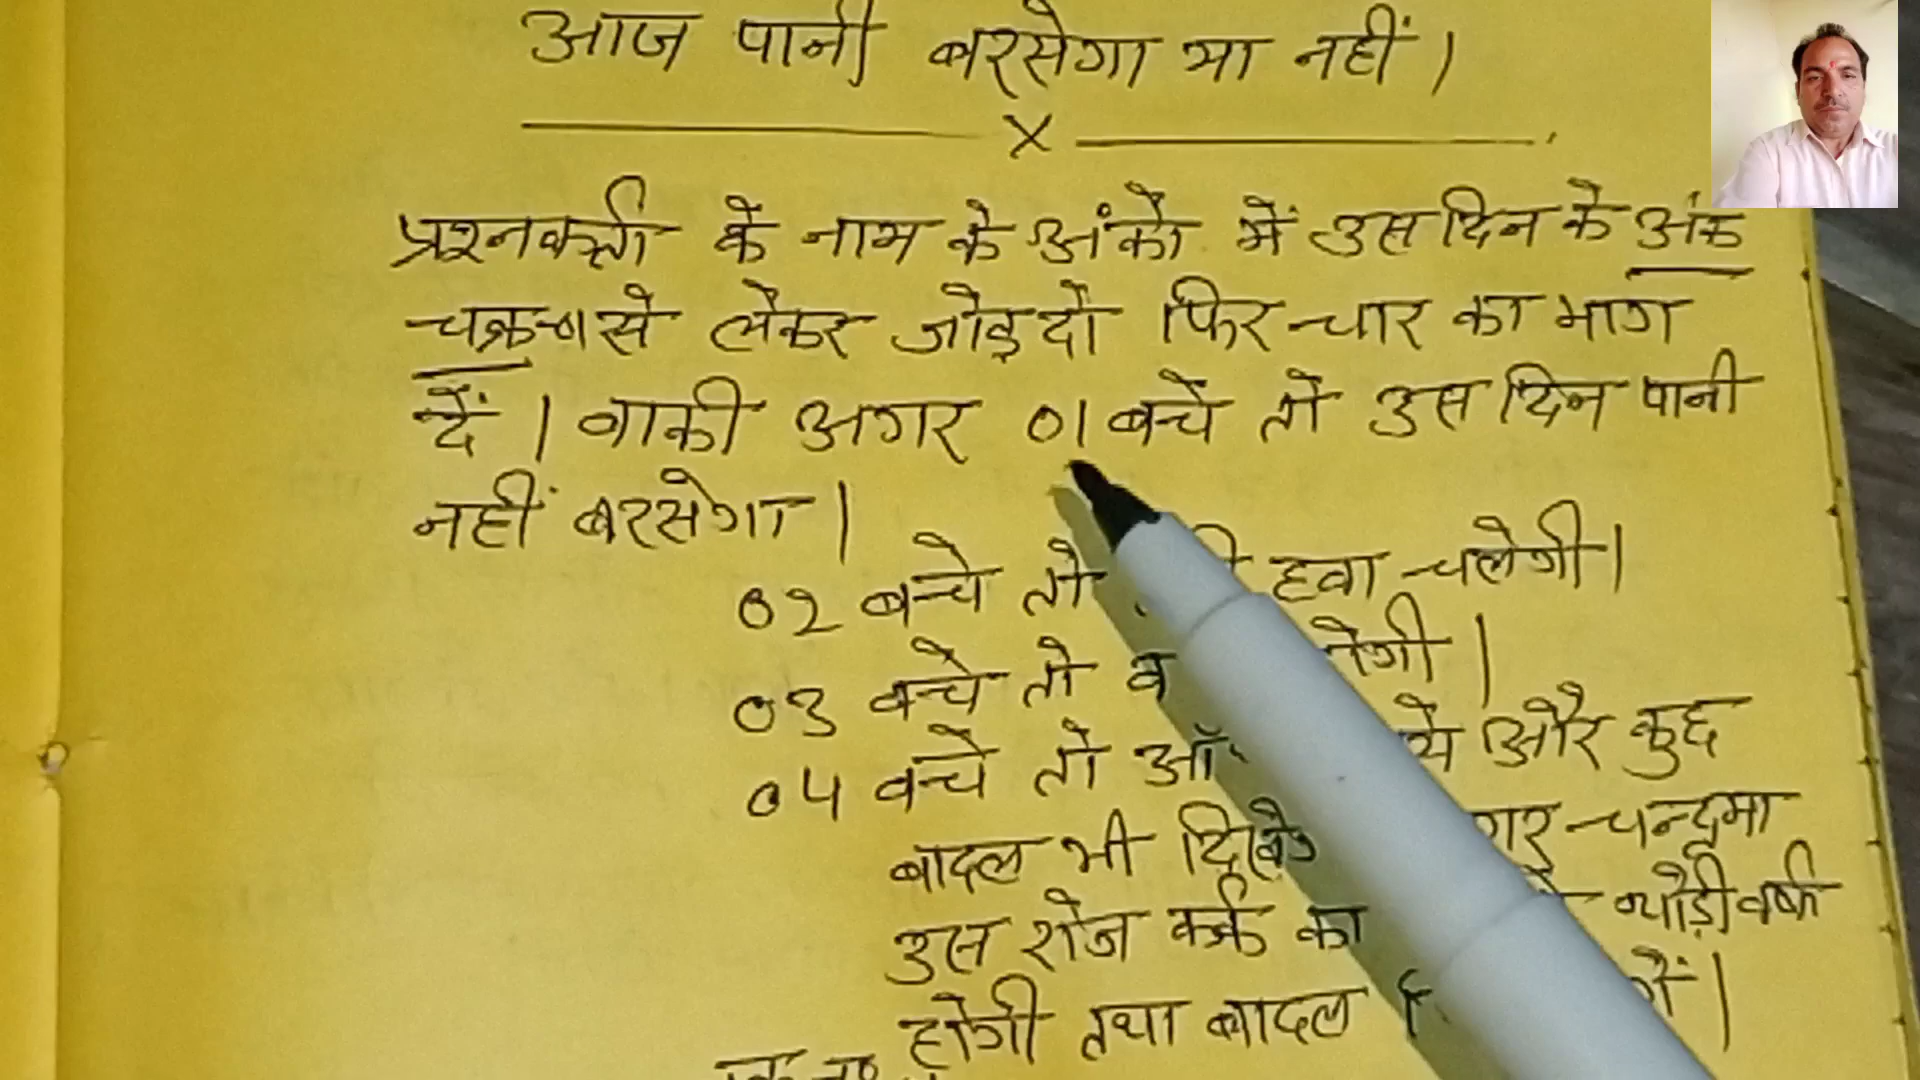 आज पानी बरसेगा या नहीं।
x
प्रश्नकर्त्ता के नाम के अंकों में उस दिन के अंक
चक्र से लेकर जोड़ दो फिर चार का भाग
दें। बाकी अगर 01 बचे तो उस दिन पानी
नहीं बरसेगा।
02 बच्चे तो हवा चलेगी।
03 बच्चे तो
04 बच्चे तो और कुछ
बादल भी चन्द्रमा
उस रोज कर्क का थोड़ी वर्षा
होगी तथा बादल